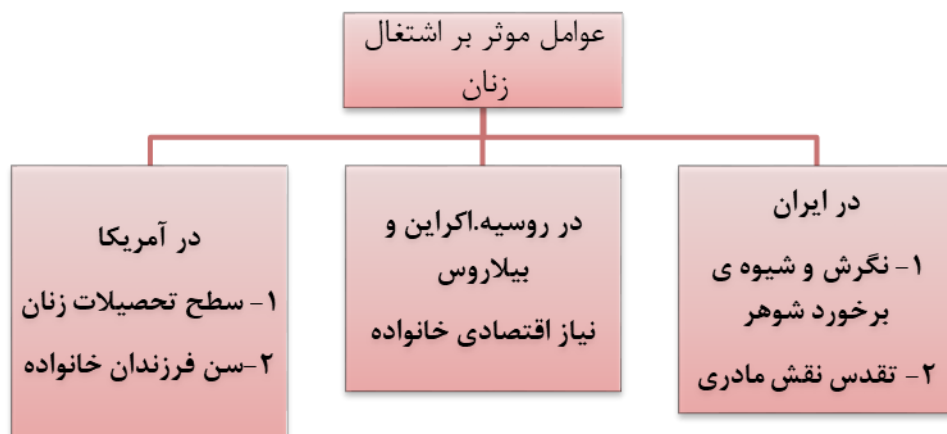 عوامل موثر بر اشتغال
زنان
در ایران
۱- نگرش و شیوه ی
برخورد شوهر
۲- تقدس نقش مادری
در روسیه.اکراین و
بیلاروس
نیاز اقتصادی خانواده
در آمریکا
۱- سطح تحصیلات زنان
۲-سن فرزندان خانواده